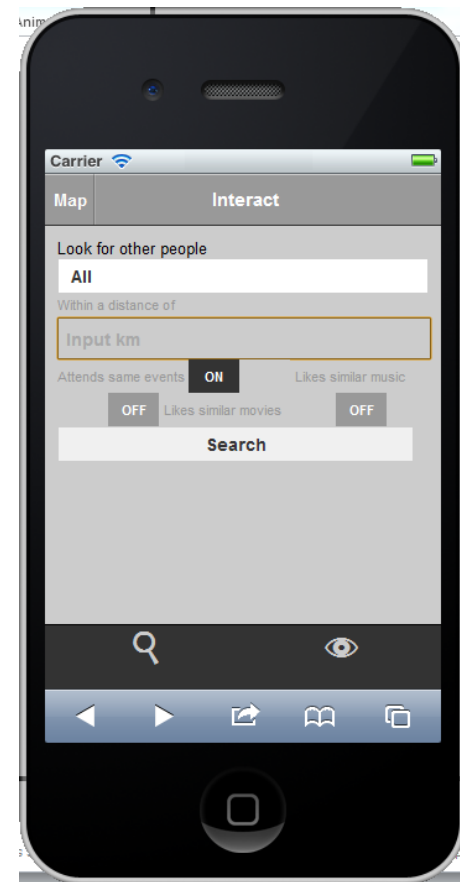 Anim
Carrier
Map Interact
Look for other people
All
Within a distance of
Input km
Attends same events ON Likes similar music
OFF Likes similar movies OFF
Search